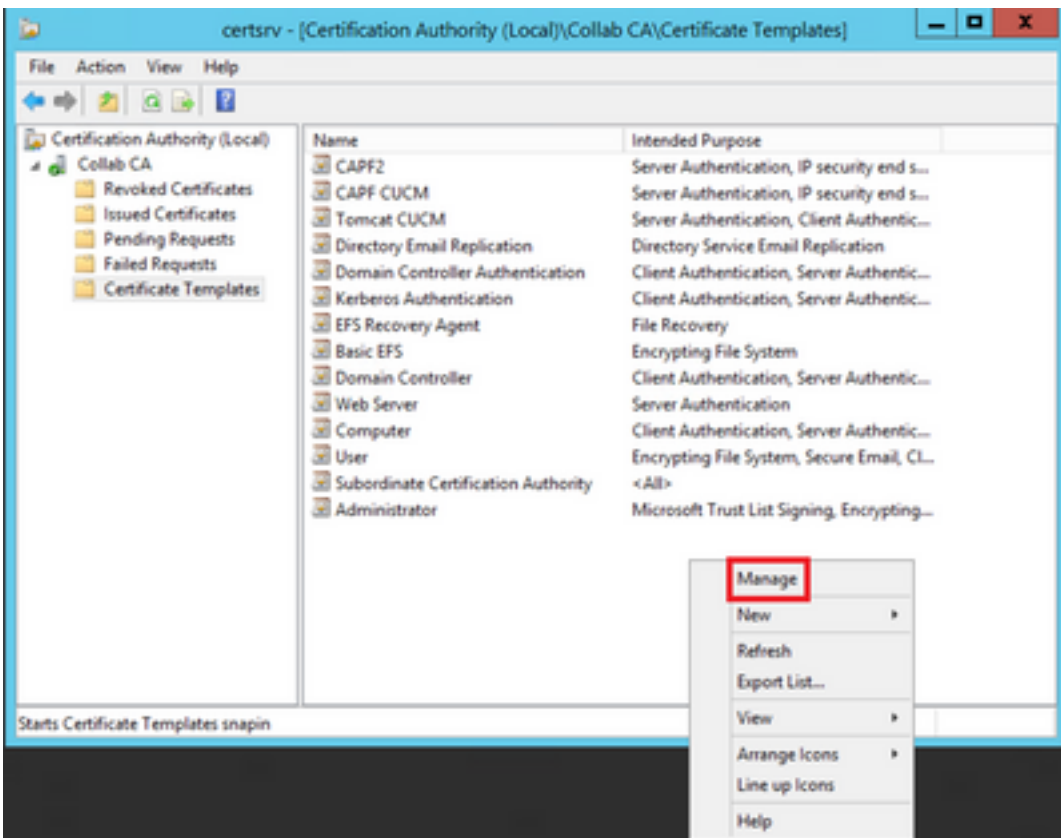 certsrv - [Certification Authority (Local)\Collab CA\Certificate Templates]
File Action View Help
Certification Authority (Local)
Collab CA
Revoked Certificates
Issued Certificates
Pending Requests
Failed Requests
Certificate Templates
Name Intended Purpose
CAPF2 Server Authentication, IP security end s...
CAPF CUCM Server Authentication, IP security end s...
Tomcat CUCM Server Authentication, Client Authentic...
Directory Email Replication Directory Service Email Replication
Domain Controller Authentication Client Authentication, Server Authentic...
Kerberos Authentication Client Authentication, Server Authentic...
EFS Recovery Agent File Recovery
Basic EFS Encrypting File System
Domain Controller Client Authentication, Server Authentic...
Web Server Server Authentication
Computer Client Authentication, Server Authentic...
User Encrypting File System, Secure Email, Cl...
Subordinate Certification Authority <All>
Administrator Microsoft Trust List Signing, Encrypting...
Manage
New
Refresh
Export List...
View
Arrange Icons
Line up Icons
Help
Starts Certificate Templates snapin